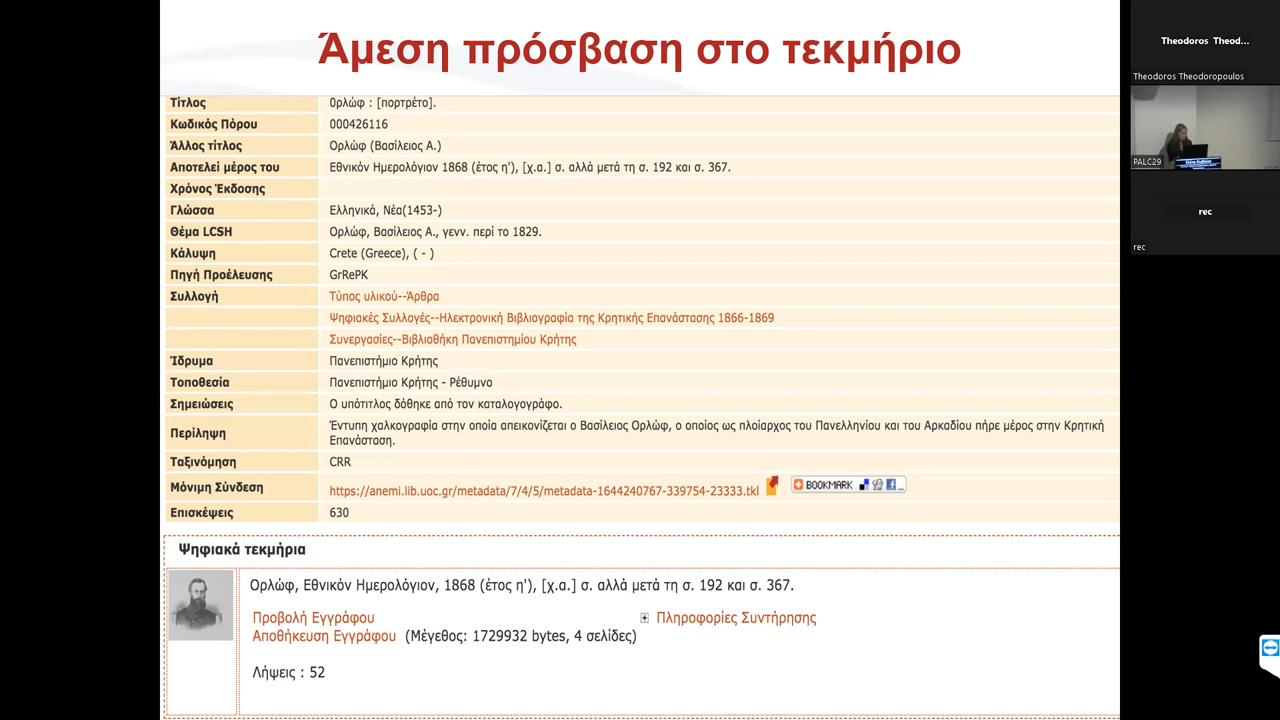 Άμεση πρόσβαση στο τεκμήριο
Τίτλος Ορλώφ : [πορτρέτο].
Κωδικός Πόρου 000426116
Άλλος τίτλος Ορλώφ (Βασίλειος Α.)
Αποτελεί μέρος του Εθνικόν Ημερολόγιον 1868 (έτος η'), [χ.α.] σ. αλλά μετά τη σ. 192 και σ. 367.
Χρόνος Έκδοσης
Γλώσσα Ελληνικά, Νέα(1453-)
Θέμα LCSH Ορλώφ, Βασίλειος Α., γενν. περί το 1829.
Κάλυψη Crete (Greece), ( - )
Πηγή Προέλευσης GrRePK
Συλλογή Τύπος υλικού--Άρθρα
Ψηφιακές Συλλογές--Ηλεκτρονική Βιβλιογραφία της Κρητικής Επανάστασης 1866-1869
Συνεργασίες--Βιβλιοθήκη Πανεπιστημίου Κρήτης
Ίδρυμα Πανεπιστήμιο Κρήτης
Τοποθεσία Πανεπιστήμιο Κρήτης - Ρέθυμνο
Σημειώσεις Ο υπότιτλος δόθηκε από τον καταλογογράφο.
Περίληψη Έντυπη χαλκογραφία στην οποία απεικονίζεται ο Βασίλειος Ορλώφ, ο οποίος ως πλοίαρχος του Πανελληνίου και του Αρκαδίου πήρε μέρος στην Κρητική
Επανάσταση.
Ταξινόμηση CRR
Μόνιμη Σύνδεση https://anemi.lib.uoc.gr/metadata/7/4/5/metadata-1644240767-339754-23333.tkl BOOKMARK
Επισκέψεις 630
Ψηφιακά τεκμήρια
Ορλώφ, Εθνικόν Ημερολόγιον, 1868 (έτος η'), [χ.α.] σ. αλλά μετά τη σ. 192 και σ. 367.
Προβολή Εγγράφου Πληροφορίες Συντήρησης
Αποθήκευση Εγγράφου (Μέγεθος: 1729932 bytes, 4 σελίδες)
Λήψεις : 52
Theodoros Theod...
Theodoros Theodoropoulos
PALC29
rec
rec